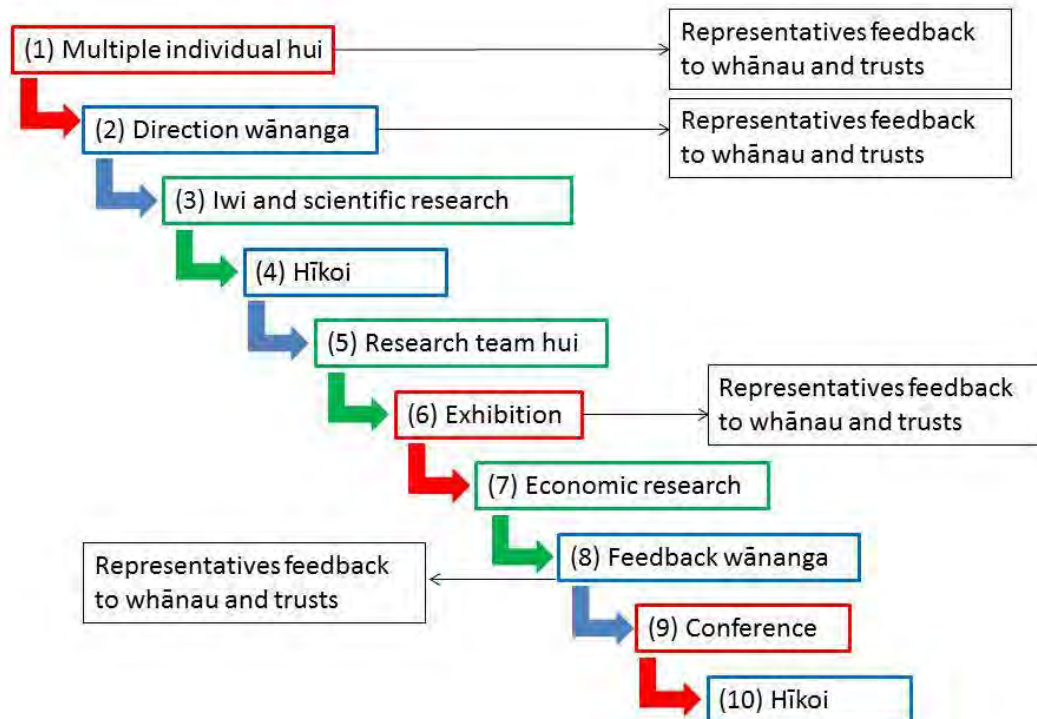 (1) Multiple individual hui
Representatives feedback
to whānau and trusts
(2) Direction wānanga
Representatives feedback
to whānau and trusts
(3) Iwi and scientific research
(4) Hīkoi
(5) Research team hui
(6) Exhibition
Representatives feedback
to whānau and trusts
(7) Economic research
(8) Feedback wānanga
Representatives feedback
to whānau and trusts
(9) Conference
(10) Hīkoi